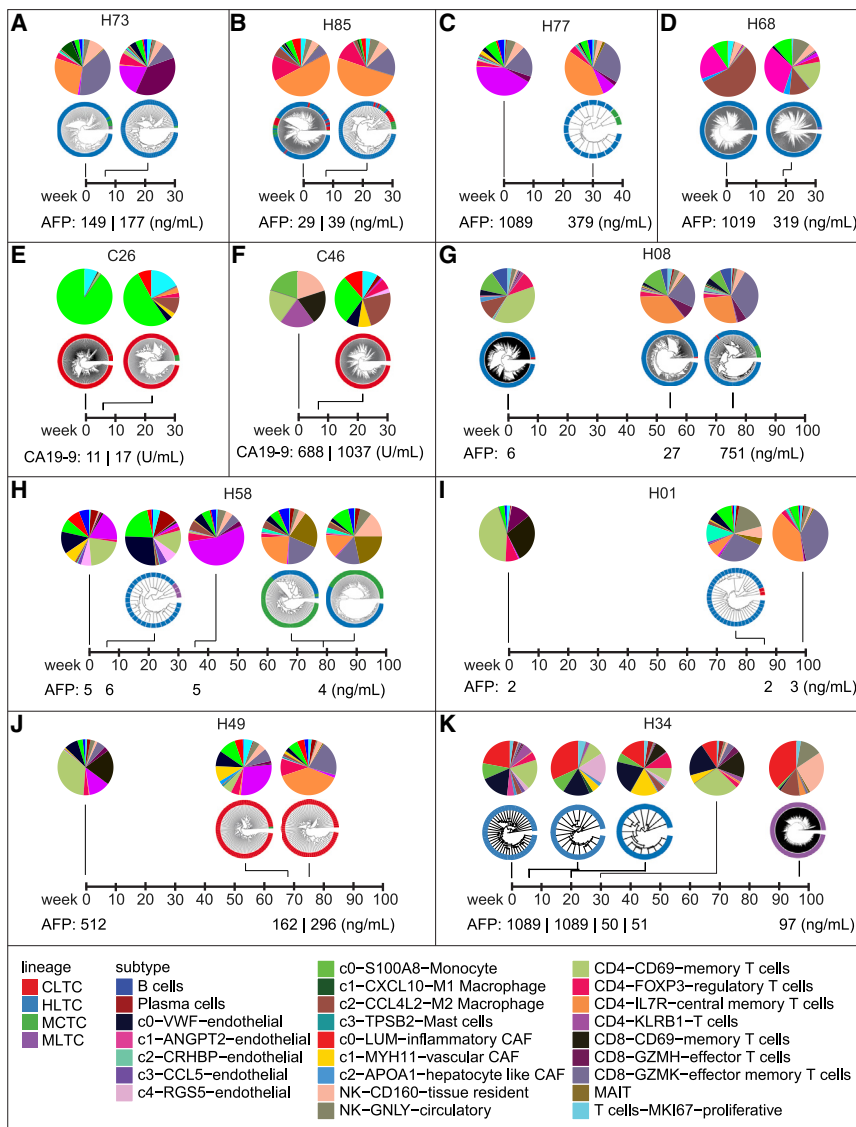 A H73
week 0 10 20 30
AFP: 149 | 177 (ng/mL)
B H85
week 0 10 20 30
AFP: 29 | 39 (ng/mL)
C H77
week 0 10 20 30 40
AFP: 1089 379 (ng/mL)
D H68
week 0 10 20 30
AFP: 1019 319 (ng/mL)
E C26
week 0 10 20 30
CA19-9: 11 | 17 (U/mL)
F C46
week 0 10 20 30
CA19-9: 688 | 1037 (U/mL)
G H08
week 0 10 20 30 40 50 60 70 80 90 100
AFP: 6 27 751 (ng/mL)
H H58
week 0 10 20 30 40 50 60 70 80 90 100
AFP: 5 6 5 4 (ng/mL)
I H01
week 0 10 20 30 40 50 60 70 80 90 100
AFP: 2 2 3 (ng/mL)
J H49
week 0 10 20 30 40 50 60 70 80 90 100
AFP: 512 162 | 296 (ng/mL)
K H34
week 0 10 20 30 40 50 60 70 80 90 100
AFP: 1089 | 1089 | 50 | 51 97 (ng/mL)
lineage
CLTC
HLTC
MCTC
MLTC
subtype
B cells
Plasma cells
c0−VWF−endothelial
c1−ANGPT2−endothelial
c2−CRHBP−endothelial
c3−CCL5−endothelial
c4−RGS5−endothelial
c0−S100A8−Monocyte
c1−CXCL10−M1 Macrophage
c2−CCL4L2−M2 Macrophage
c3−TPSB2−Mast cells
c0−LUM−inflammatory CAF
c1−MYH11−vascular CAF
c2−APOA1−hepatocyte like CAF
NK−CD160−tissue resident
NK−GNLY−circulatory
CD4−CD69−memory T cells
CD4−FOXP3−regulatory T cells
CD4−IL7R−central memory T cells
CD4−KLRB1−T cells
CD8−CD69−memory T cells
CD8−GZMH−effector T cells
CD8−GZMK−effector memory T cells
MAIT
T cells−MKI67−proliferative